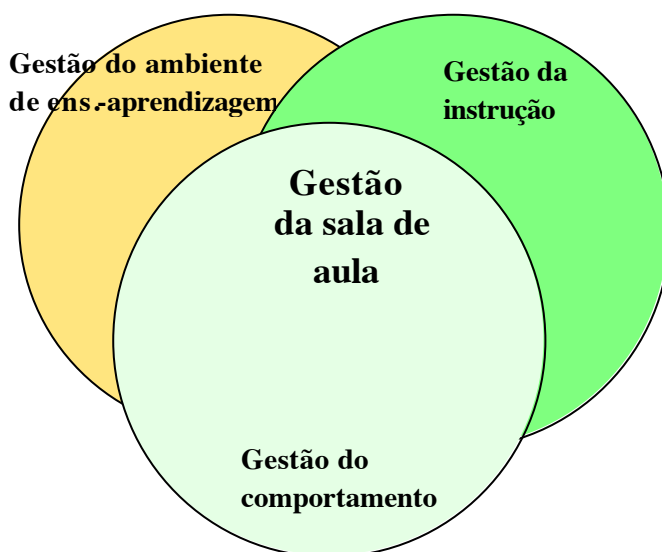 Gestão do ambiente
de ens.-aprendizagem
Gestão da
instrução
Gestão
da sala de
aula
Gestão do
comportamento